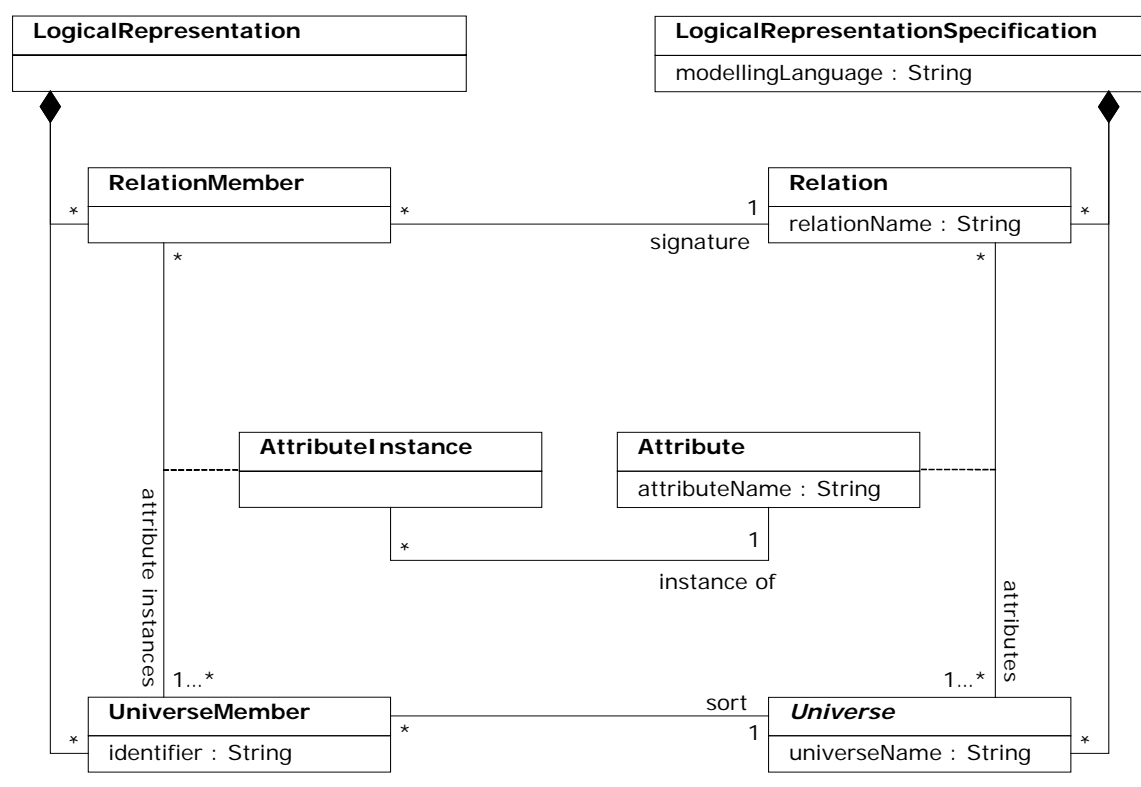 LogicalRepresentation
LogicalRepresentationSpecification
modellingLanguage : String
RelationMember
Relation
relationName : String
*
*
1
*
signature
*
*
AttributeInstance
Attribute
attributeName : String
*
1
instance of
attribute instances
attributes
1...*
1...*
UniverseMember
identifier : String
sort
Universe
universeName : String
*
*
1
*